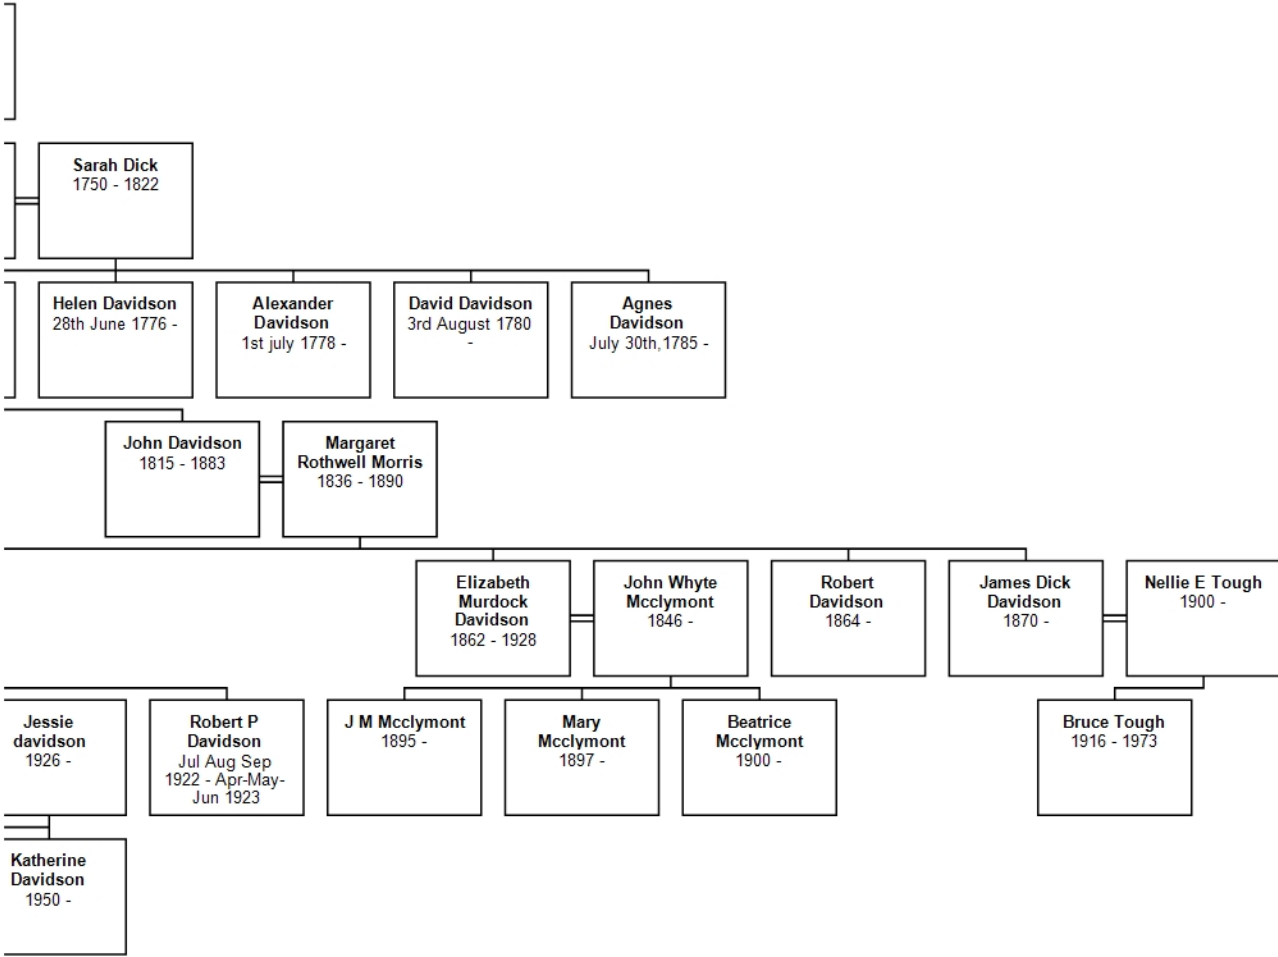 Sarah Dick
1750 - 1822
Helen Davidson
28th June 1776 -
Alexander
Davidson
1st july 1778 -
David Davidson
3rd August 1780
-
Agnes
Davidson
July 30th,1785 -
John Davidson
1815 - 1883
Margaret
Rothwell Morris
1836 - 1890
Elizabeth
Murdock
Davidson
1862 - 1928
John Whyte
Mcclymont
1846 -
Robert
Davidson
1864 -
James Dick
Davidson
1870 -
Nellie E Tough
1900 -
Jessie
davidson
1926 -
Robert P
Davidson
Jul Aug Sep
1922 - Apr-May-
Jun 1923
J M Mcclymont
1895 -
Mary
Mcclymont
1897 -
Beatrice
Mcclymont
1900 -
Bruce Tough
1916 - 1973
Katherine
Davidson
1950 -